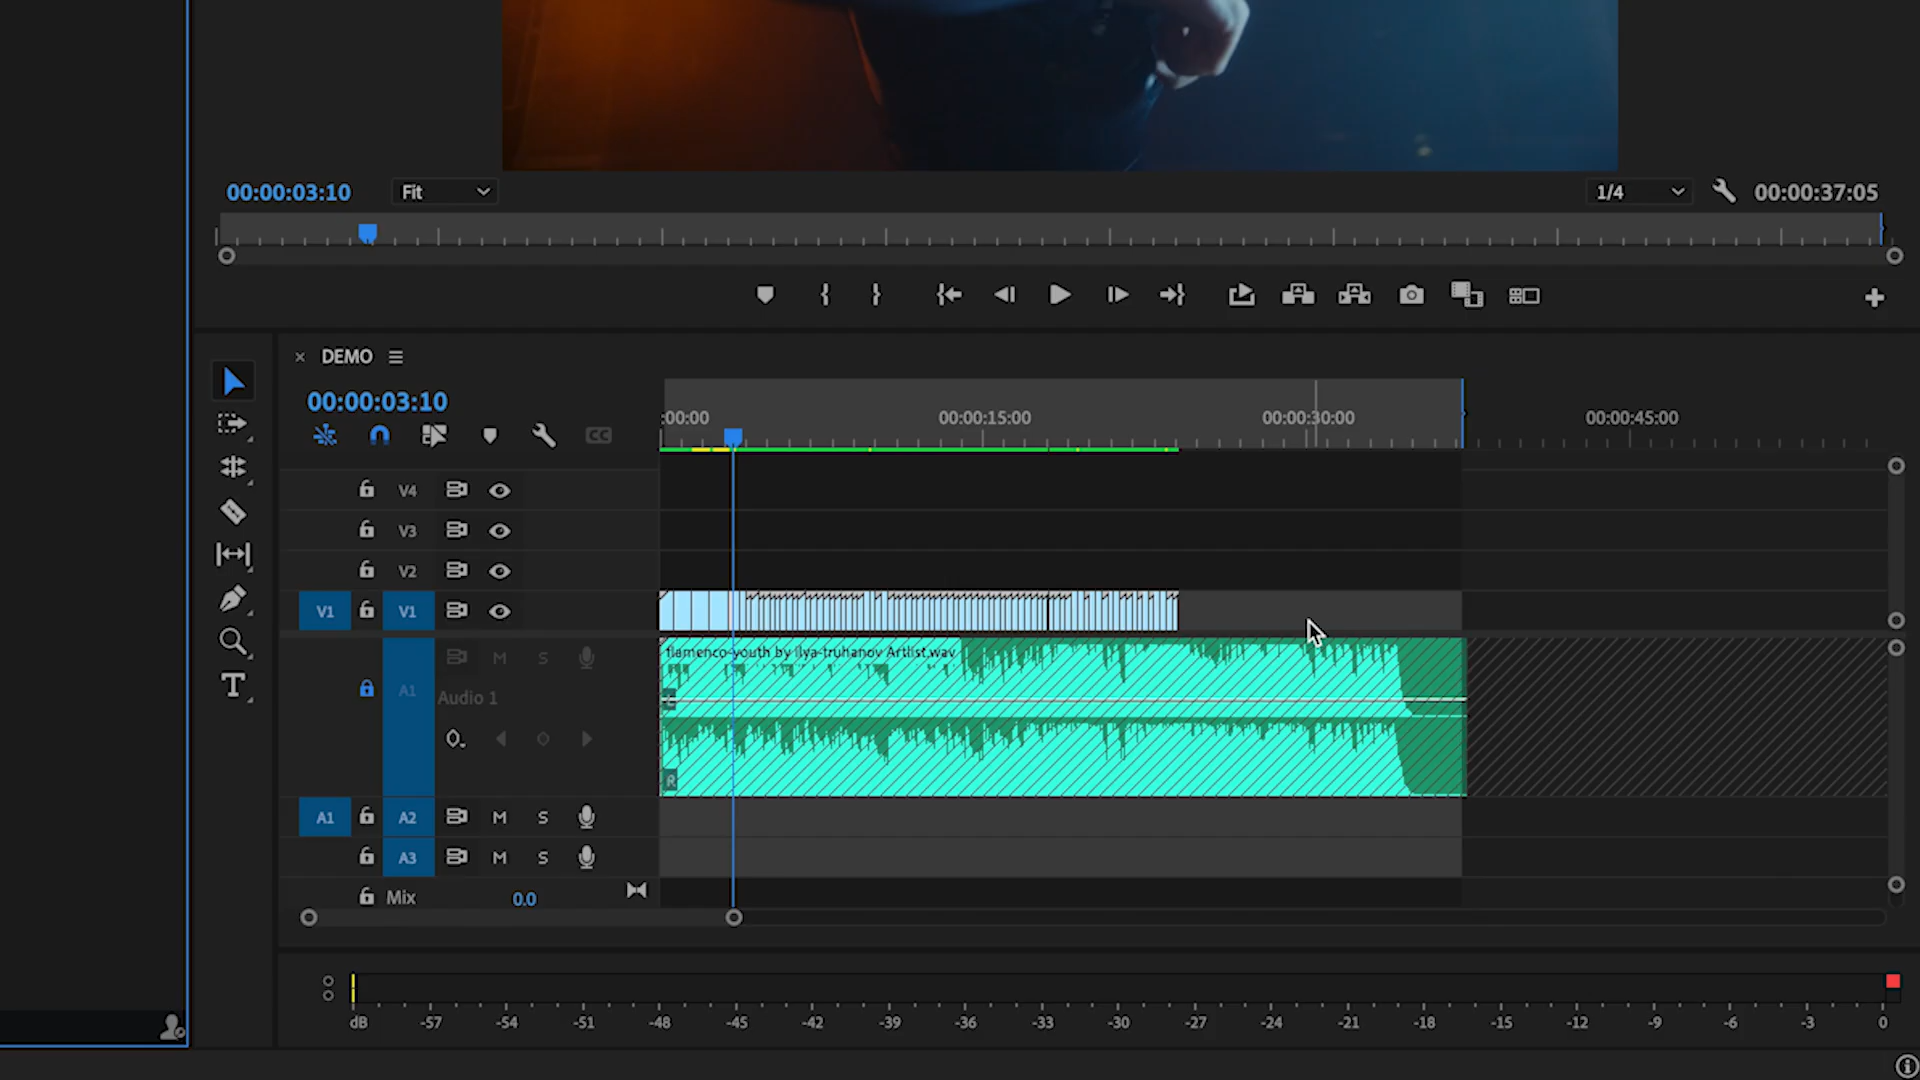 00:00:03:10 Fit 1/4 00:00:37:05
DEMO
00:00:03:10
:00:00 00:00:15:00 00:00:30:00 00:00:45:00
CC
V4
V3
V2
V1 V1
M S
flamenco-youth by ilya-truhanov Artlist.wav
A1
Audio 1
L
R
A1 A2 M S
A3 M S
Mix 0.0
dB -57 -54 -51 -48 -45 -42 -39 -36 -33 -30 -27 -24 -21 -18 -15 -12 -9 -6 -3 0